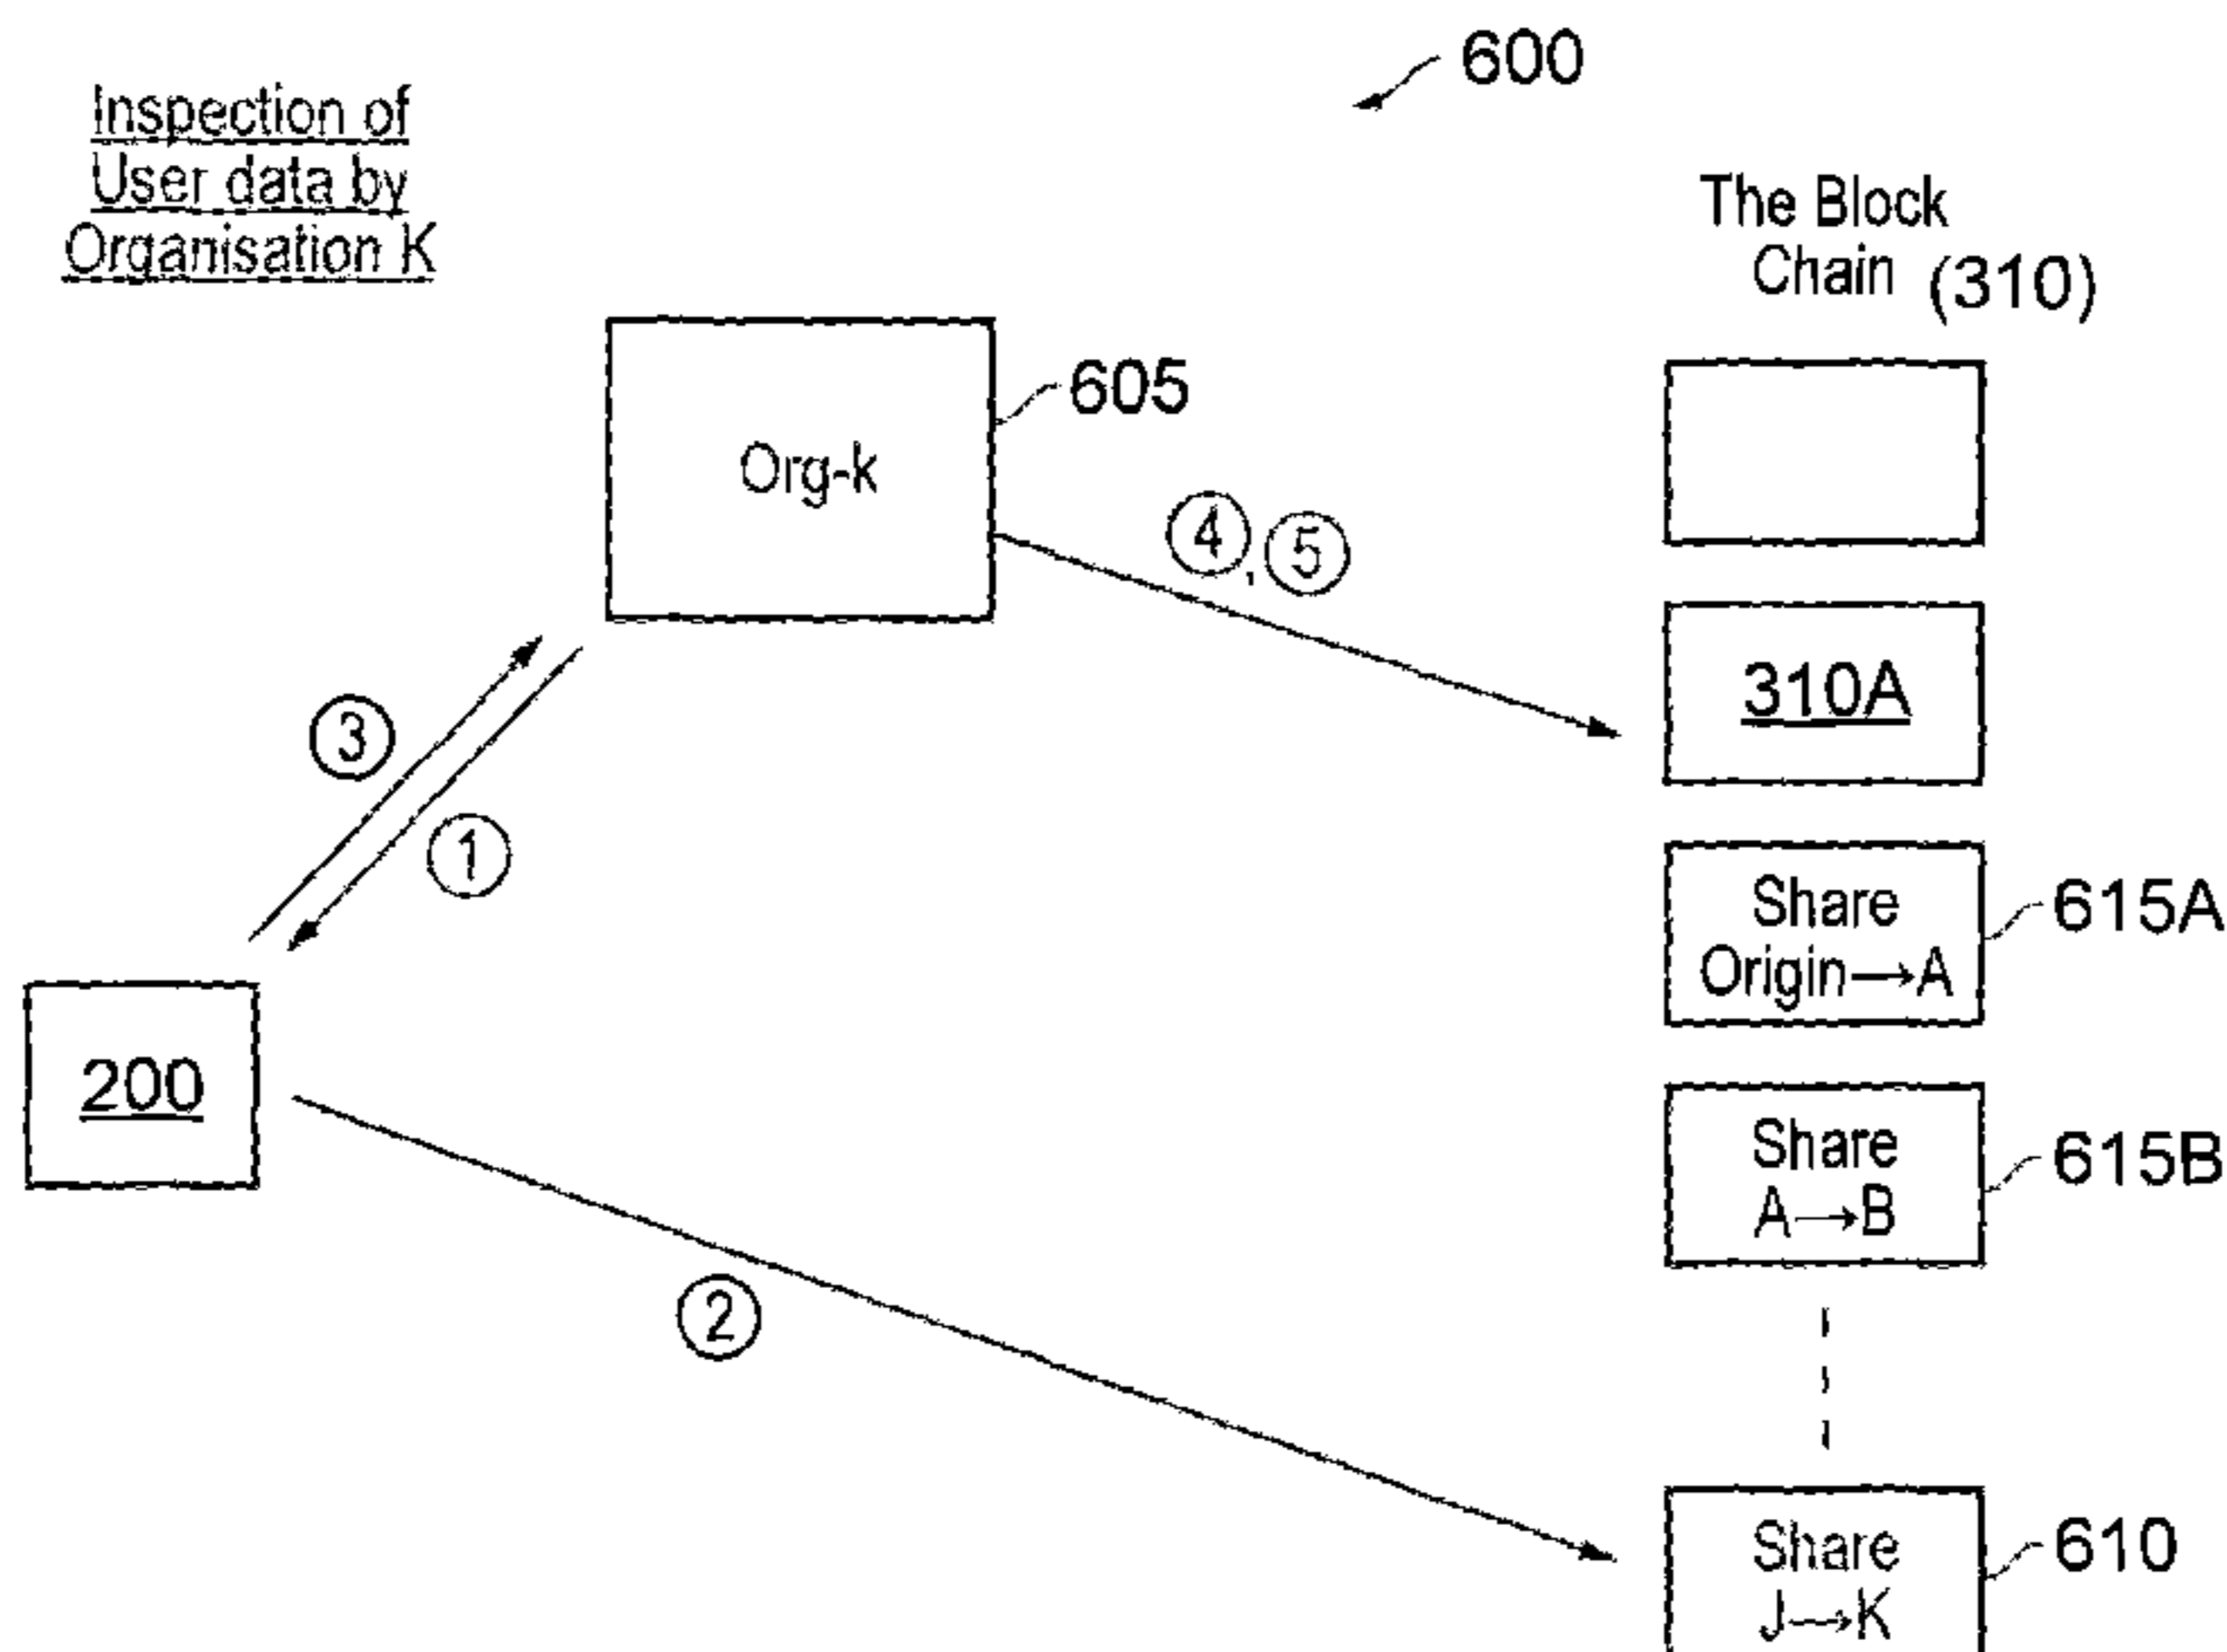 600
Inspection of
User data by
Organisation K
The Block
Chain (310)
605
Org-k
4, 5
310A
3
1
Share
Origin→A
615A
200
Share
A→B
615B
2
Share
J→K
610